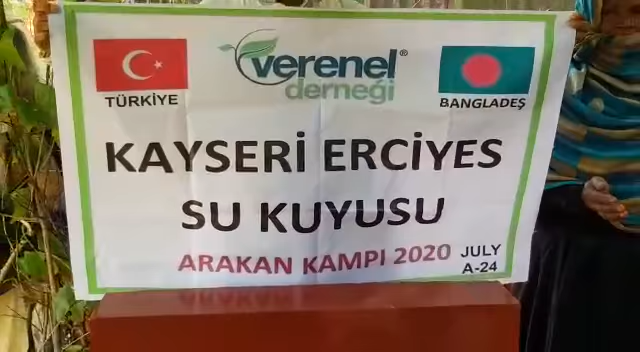 verenel®
derneği
TÜRKİYE
BANGLADEŞ
KAYSERİ ERCİYES
SU KUYUSU
ARAKAN KAMPI 2020 JULY
A-24